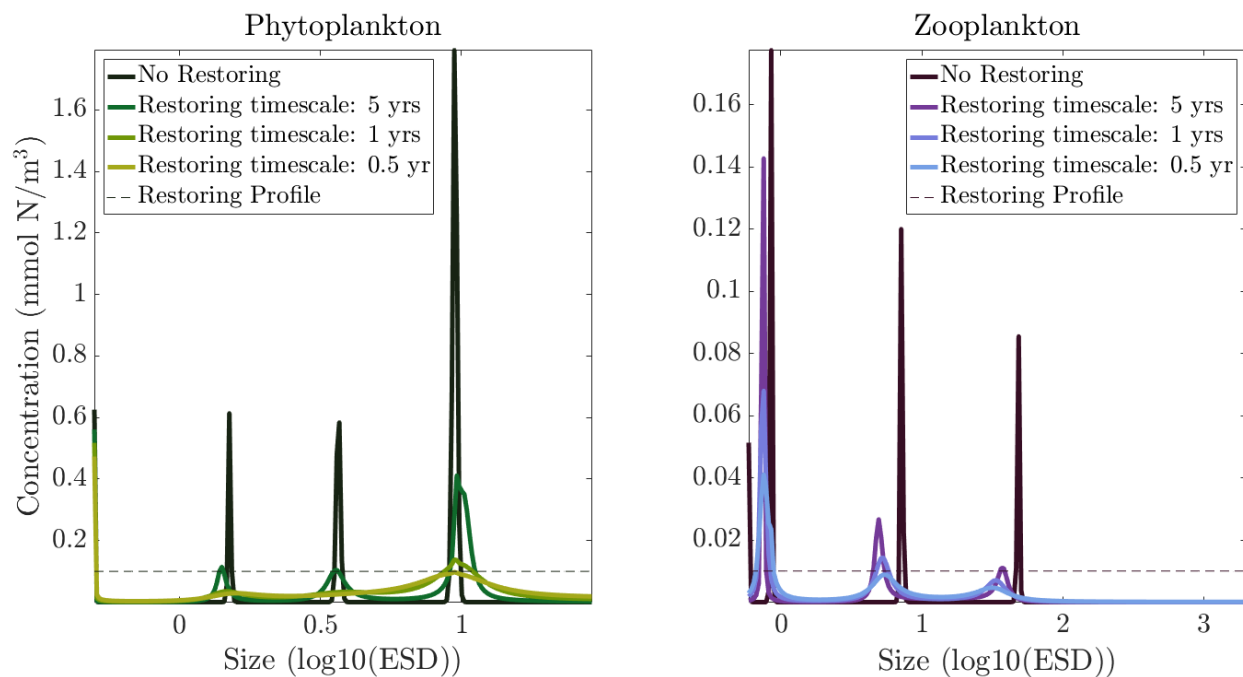 Phytoplankton
No Restoring
Restoring timescale: 5 yrs
Restoring timescale: 1 yrs
Restoring timescale: 0.5 yr
Restoring Profile
Concentration (mmol N/m³)
1.6
1.4
1.2
1
0.8
0.6
0.4
0.2
0
0.5
1
Size (log10(ESD))
Zooplankton
No Restoring
Restoring timescale: 5 yrs
Restoring timescale: 1 yrs
Restoring timescale: 0.5 yr
Restoring Profile
0.16
0.14
0.12
0.1
0.08
0.06
0.04
0.02
0
1
2
3
Size (log10(ESD))